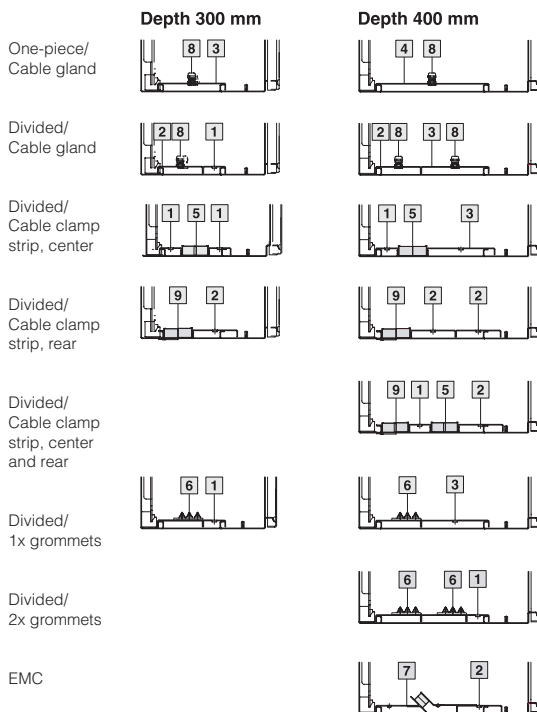 Depth 300 mm Depth 400 mm
One-piece/
Cable gland
8 3 4 8
Divided/
Cable gland
2 8 1 2 8 3 8
Divided/
Cable clamp
strip, center
1 5 1 1 5 3
Divided/
Cable clamp
strip, rear
9 2 9 2 2
Divided/
Cable clamp
strip, center
and rear
9 1 5 2
Divided/
1x grommets
6 1 6 3
Divided/
2x grommets
6 6 1
EMC
7 2